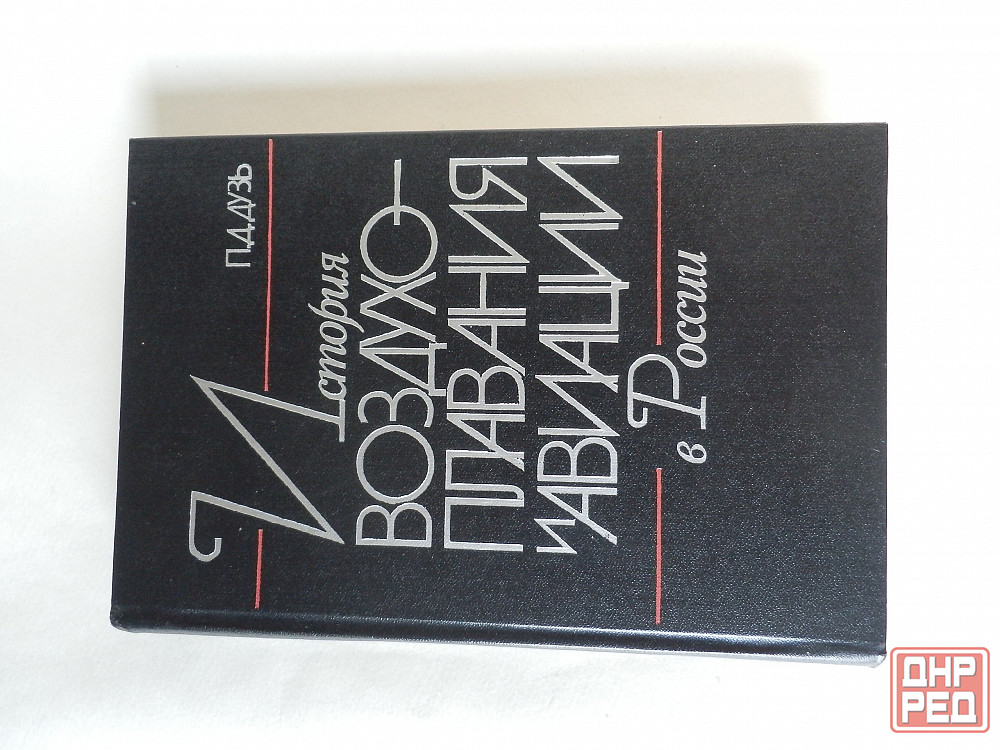 П.Д.ДУЗЬ
История
ВОЗДУХО-
ПЛАВАНИЯ
И АВИАЦИИ
в России
ДНР
РЕД